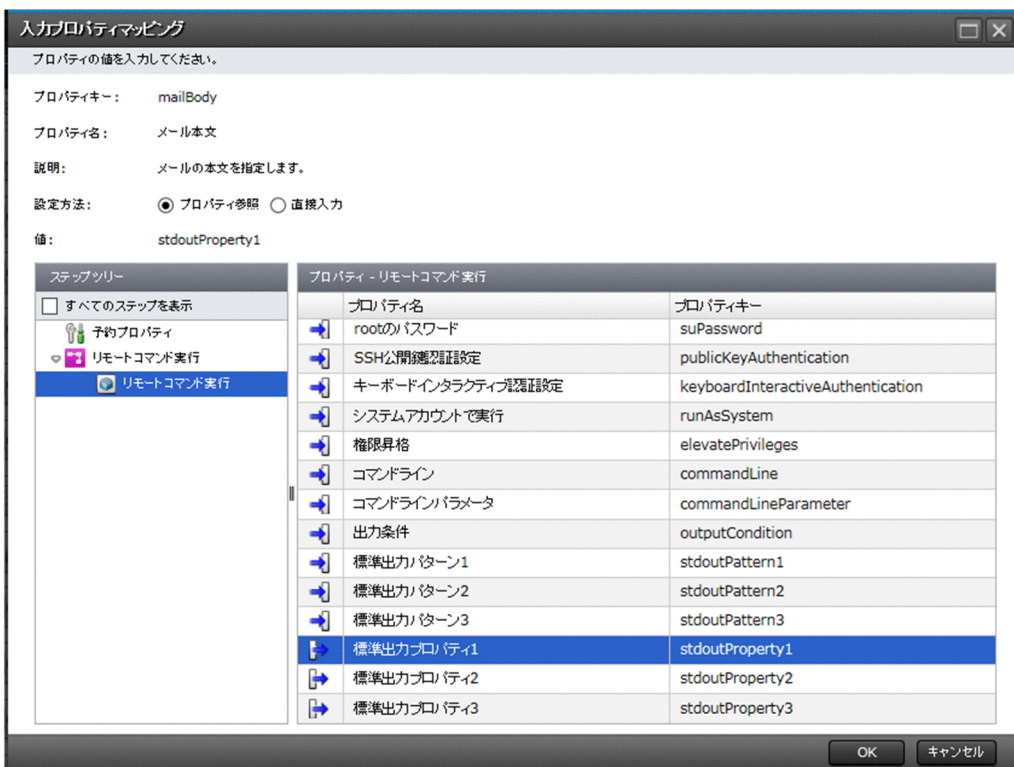 入力プロパティマッピング
プロパティの値を入力してください。
プロパティキー： mailBody
プロパティ名： メール本文
説明： メールの本文を指定します。
設定方法： プロパティ参照 直接入力
値： stdoutProperty1
ステップツリー
すべてのステップを表示
予約プロパティ
リモートコマンド実行
リモートコマンド実行
プロパティ - リモートコマンド実行
プロパティ名 プロパティキー
rootのパスワード suPassword
SSH公開鍵認証設定 publicKeyAuthentication
キーボードインタラクティブ認証設定 keyboardInteractiveAuthentication
システムアカウントで実行 runAsSystem
権限昇格 elevatePrivileges
コマンドライン commandLine
コマンドラインパラメータ commandLineParameter
出力条件 outputCondition
標準出力パターン1 stdoutPattern1
標準出力パターン2 stdoutPattern2
標準出力パターン3 stdoutPattern3
標準出力プロパティ1 stdoutProperty1
標準出力プロパティ2 stdoutProperty2
標準出力プロパティ3 stdoutProperty3
OK キャンセル